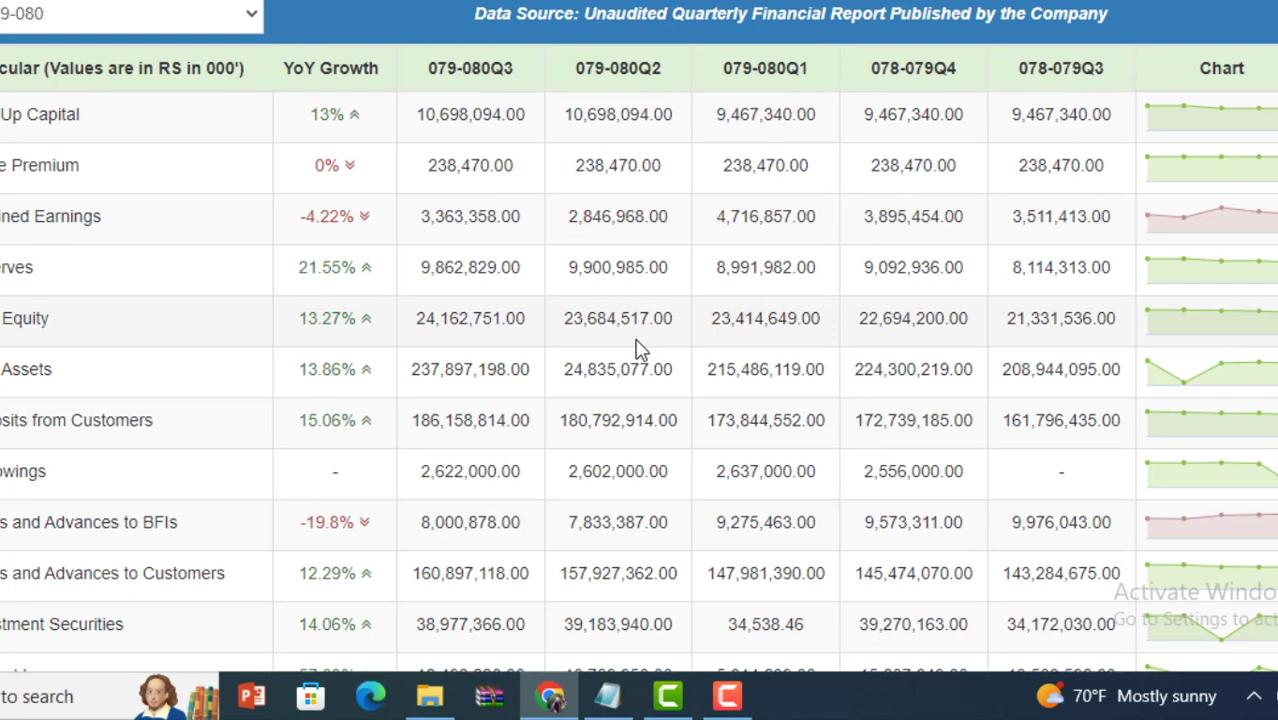 9-080
Data Source: Unaudited Quarterly Financial Report Published by the Company
cular (Values are in RS in 000') YoY Growth 079-080Q3 079-080Q2 079-080Q1 078-079Q4 078-079Q3 Chart
Up Capital 13% 10,698,094.00 10,698,094.00 9,467,340.00 9,467,340.00 9,467,340.00
e Premium 0% 238,470.00 238,470.00 238,470.00 238,470.00 238,470.00
ined Earnings -4.22% 3,363,358.00 2,846,968.00 4,716,857.00 3,895,454.00 3,511,413.00
erves 21.55% 9,862,829.00 9,900,985.00 8,991,982.00 9,092,936.00 8,114,313.00
Equity 13.27% 24,162,751.00 23,684,517.00 23,414,649.00 22,694,200.00 21,331,536.00
Assets 13.86% 237,897,198.00 24,835,077.00 215,486,119.00 224,300,219.00 208,944,095.00
osits from Customers 15.06% 186,158,814.00 180,792,914.00 173,844,552.00 172,739,185.00 161,796,435.00
owings - 2,622,000.00 2,602,000.00 2,637,000.00 2,556,000.00 -
s and Advances to BFIs -19.8% 8,000,878.00 7,833,387.00 9,275,463.00 9,573,311.00 9,976,043.00
s and Advances to Customers 12.29% 160,897,118.00 157,927,362.00 147,981,390.00 145,474,070.00 143,284,675.00
Activate Windo
stment Securities 14.06% 38,977,366.00 39,183,940.00 34,538.46 39,270,163.00 34,172,030.00
Go to Settings to act
to search 70°F Mostly sunny